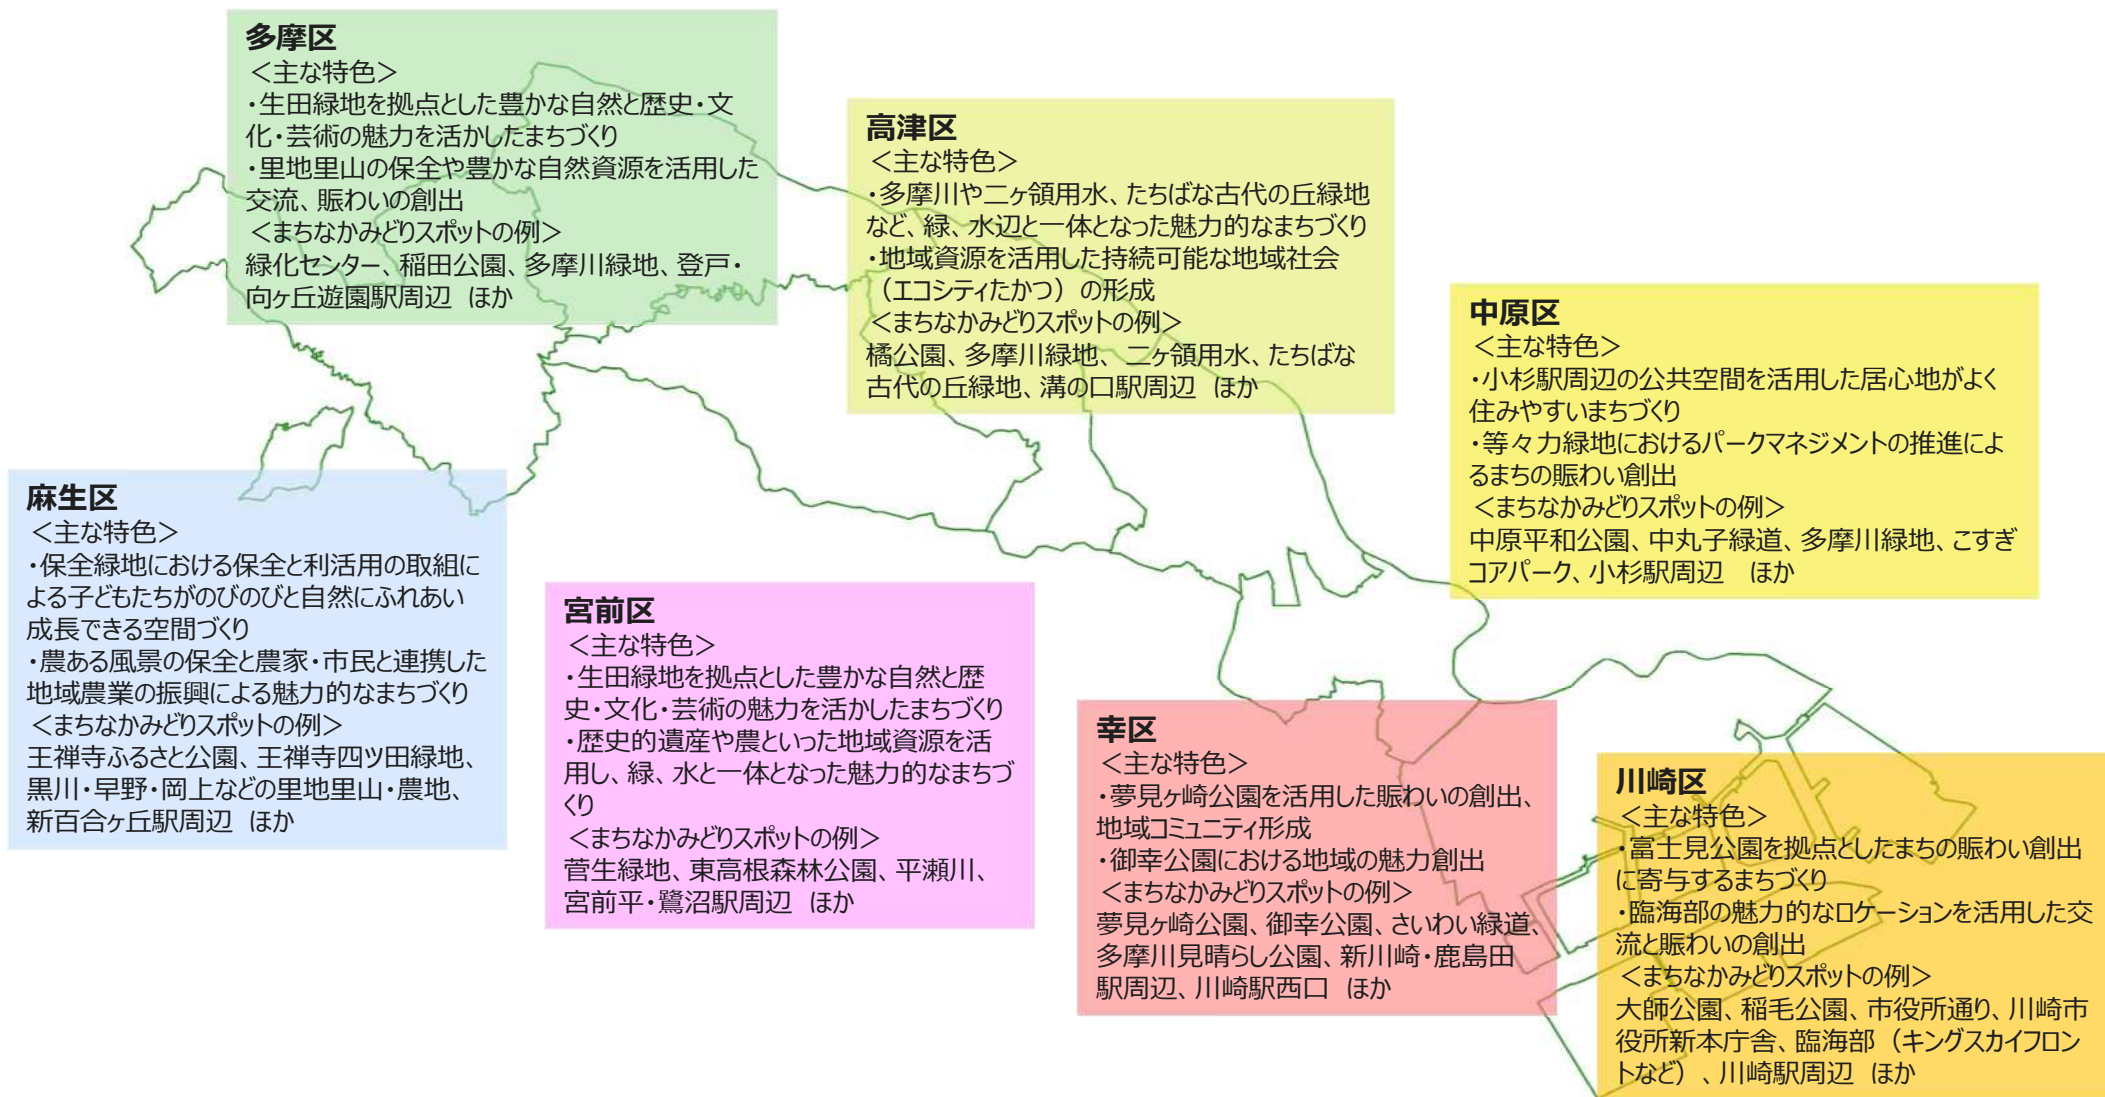 多摩区
＜主な特色＞
・生田緑地を拠点とした豊かな自然と歴史・文
化・芸術の魅力を活かしたまちづくり
・里地里山の保全や豊かな自然資源を活用した
交流、賑わいの創出
＜まちなかみどりスポットの例＞
緑化センター、稲田公園、多摩川緑地、登戸・
向ヶ丘遊園駅周辺　ほか
高津区
＜主な特色＞
・多摩川や二ヶ領用水、たちばな古代の丘緑地
など、緑、水辺と一体となった魅力的なまちづくり
・地域資源を活用した持続可能な地域社会
（エコシティたかつ）の形成
＜まちなかみどりスポットの例＞
橘公園、多摩川緑地、二ヶ領用水、たちばな
古代の丘緑地、溝の口駅周辺　ほか
中原区
＜主な特色＞
・小杉駅周辺の公共空間を活用した居心地がよく
住みやすいまちづくり
・等々力緑地におけるパークマネジメントの推進によ
るまちの賑わい創出
＜まちなかみどりスポットの例＞
中原平和公園、中丸子緑道、多摩川緑地、こすぎ
コアパーク、小杉駅周辺　ほか
麻生区
＜主な特色＞
・保全緑地における保全と利活用の取組に
よる子どもたちがのびのびと自然にふれあい
成長できる空間づくり
・農ある風景の保全と農家・市民と連携した
地域農業の振興による魅力的なまちづくり
＜まちなかみどりスポットの例＞
王禅寺ふるさと公園、王禅寺四ツ田緑地、
黒川・早野・岡上などの里地里山・農地、
新百合ヶ丘駅周辺　ほか
宮前区
＜主な特色＞
・生田緑地を拠点とした豊かな自然と歴
史・文化・芸術の魅力を活かしたまちづくり
・歴史的遺産や農といった地域資源を活
用し、緑、水と一体となった魅力的なまちづ
くり
＜まちなかみどりスポットの例＞
菅生緑地、東高根森林公園、平瀬川、
宮前平・鷺沼駅周辺　ほか
幸区
＜主な特色＞
・夢見ヶ崎公園を活用した賑わいの創出、
地域コミュニティ形成
・御幸公園における地域の魅力創出
＜まちなかみどりスポットの例＞
夢見ヶ崎公園、御幸公園、さいわい緑道、
多摩川見晴らし公園、新川崎・鹿島田
駅周辺、川崎駅西口　ほか
川崎区
＜主な特色＞
・富士見公園を拠点としたまちの賑わい創出
に寄与するまちづくり
・臨海部の魅力的なロケーションを活用した交
流と賑わいの創出
＜まちなかみどりスポットの例＞
大師公園、稲毛公園、市役所通り、川崎市
役所新本庁舎、臨海部（キングスカイフロン
トなど）、川崎駅周辺　ほか